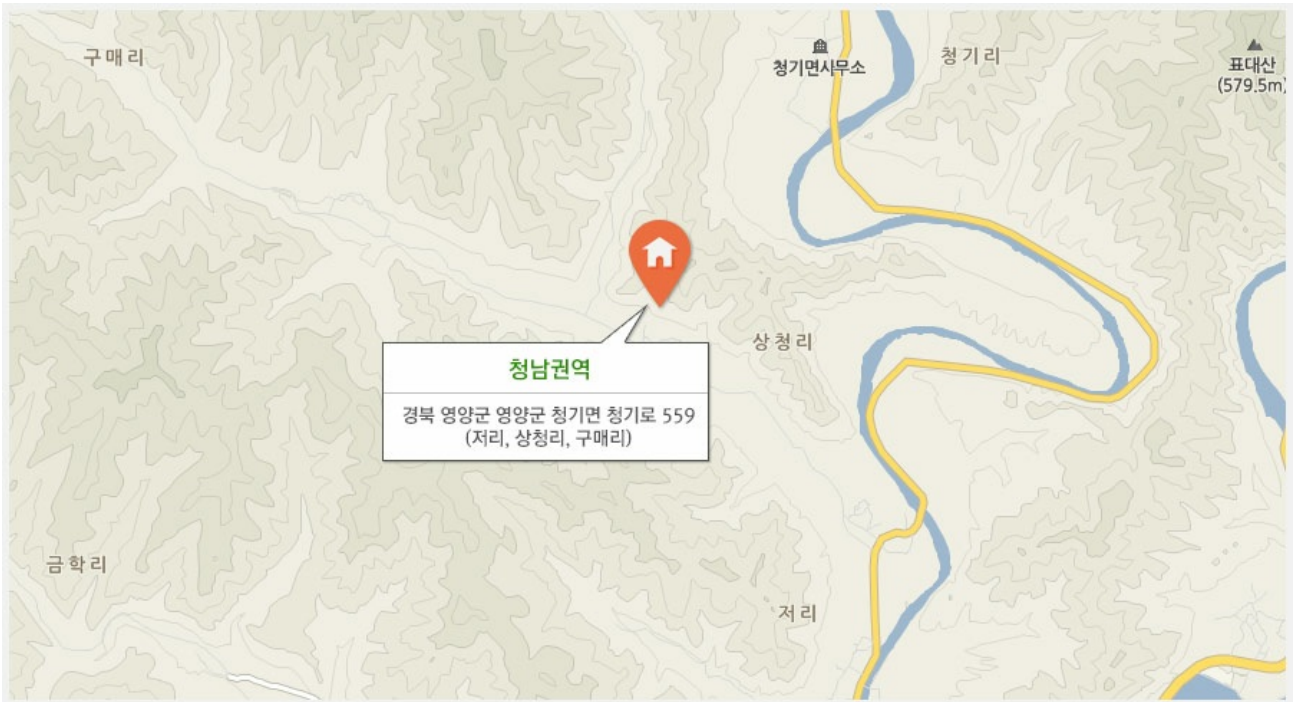 구매리
청기면사무소
청기리
표대산
(579.5m)
상청리
청남권역
경북 영양군 영양군 청기면 청기로 559
(저리, 상청리, 구매리)
금학리
저리